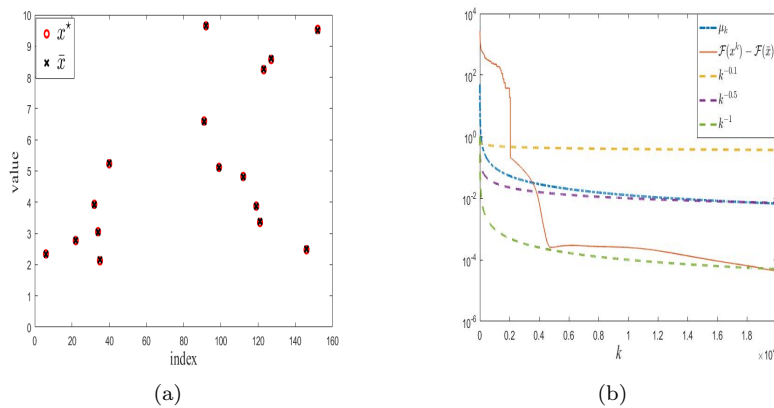 10
9
8
7
6
5
4
3
2
1
0
value
x*
x̄
0 20 40 60 80 100 120 140 160
index
(a)
10^4
10^2
10^0
10^-2
10^-4
10^-6
μ_k
F(x^k) − F(x̄)
k^-0.1
k^-0.5
k^-1
0 0.2 0.4 0.6 0.8 1 1.2 1.4 1.6 1.8 2
k
(b)